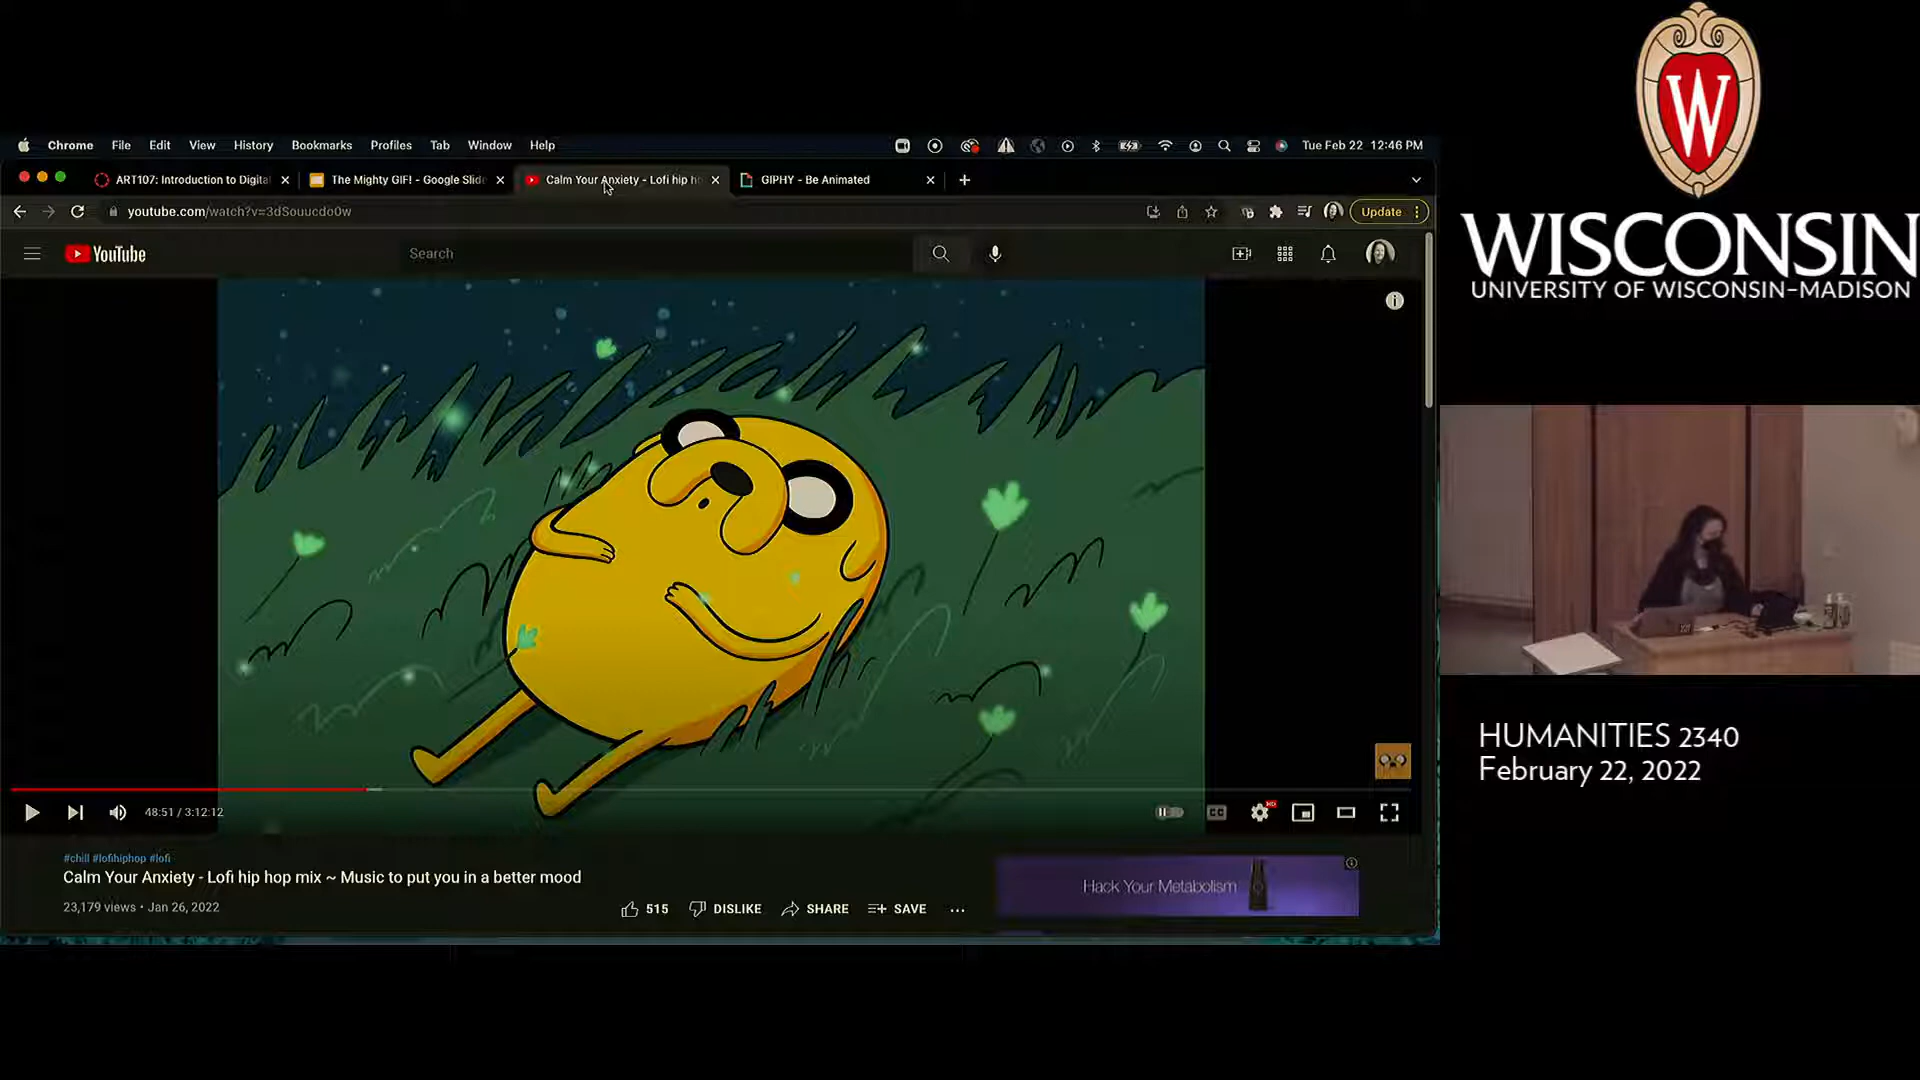 Chrome File Edit View History Bookmarks Profiles Tab Window Help
Tue Feb 22 12:46 PM
ART107: Introduction to Digita
The Mighty GIF! - Google Slide
Calm Your Anxiety - Lofi hip h
GIPHY - Be Animated
youtube.com/watch?v=3dSouucdo0w
Update
YouTube
Search
48:51 / 3:12:12
CC
HD
#chill #lofihiphop #lofi
Calm Your Anxiety - Lofi hip hop mix ~ Music to put you in a better mood
23,179 views • Jan 26, 2022
515 DISLIKE SHARE SAVE
Hack Your Metabolism
W
WISCONSIN
UNIVERSITY OF WISCONSIN–MADISON
HUMANITIES 2340
February 22, 2022